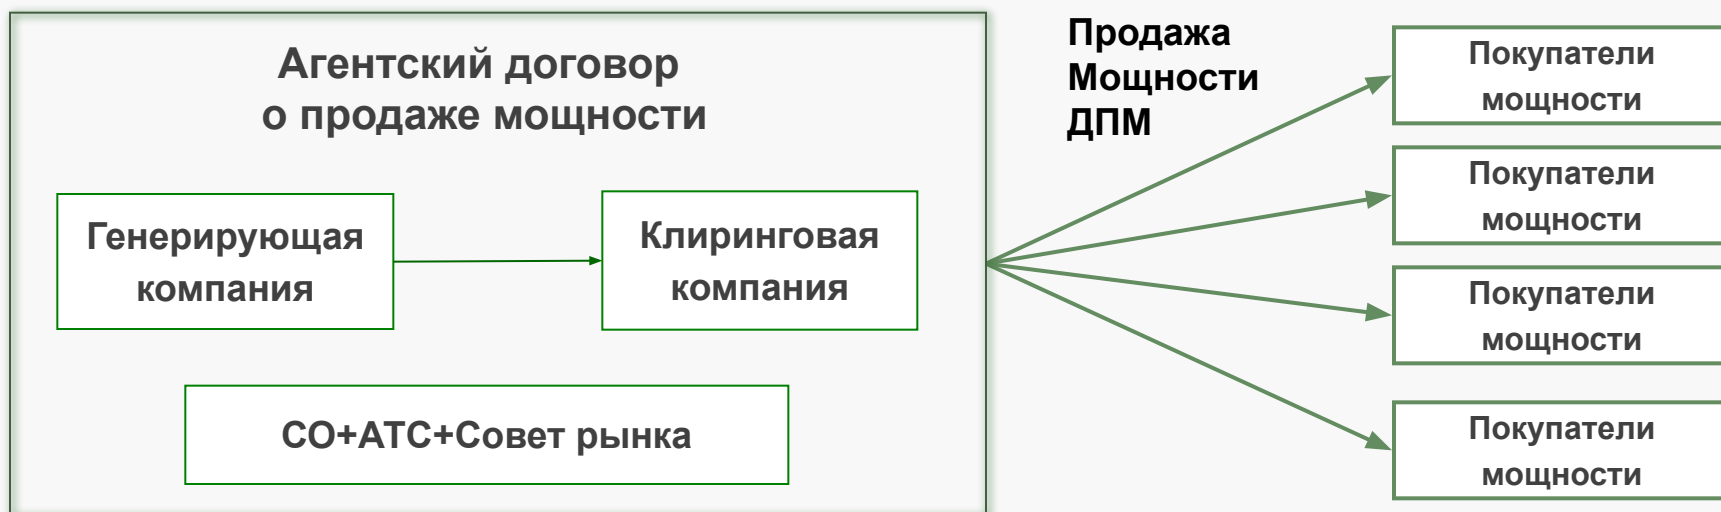 Агентский договор
о продаже мощности
Генерирующая
компания
Клиринговая
компания
СО+АТС+Совет рынка
Продажа
Мощности
ДПМ
Покупатели
мощности
Покупатели
мощности
Покупатели
мощности
Покупатели
мощности